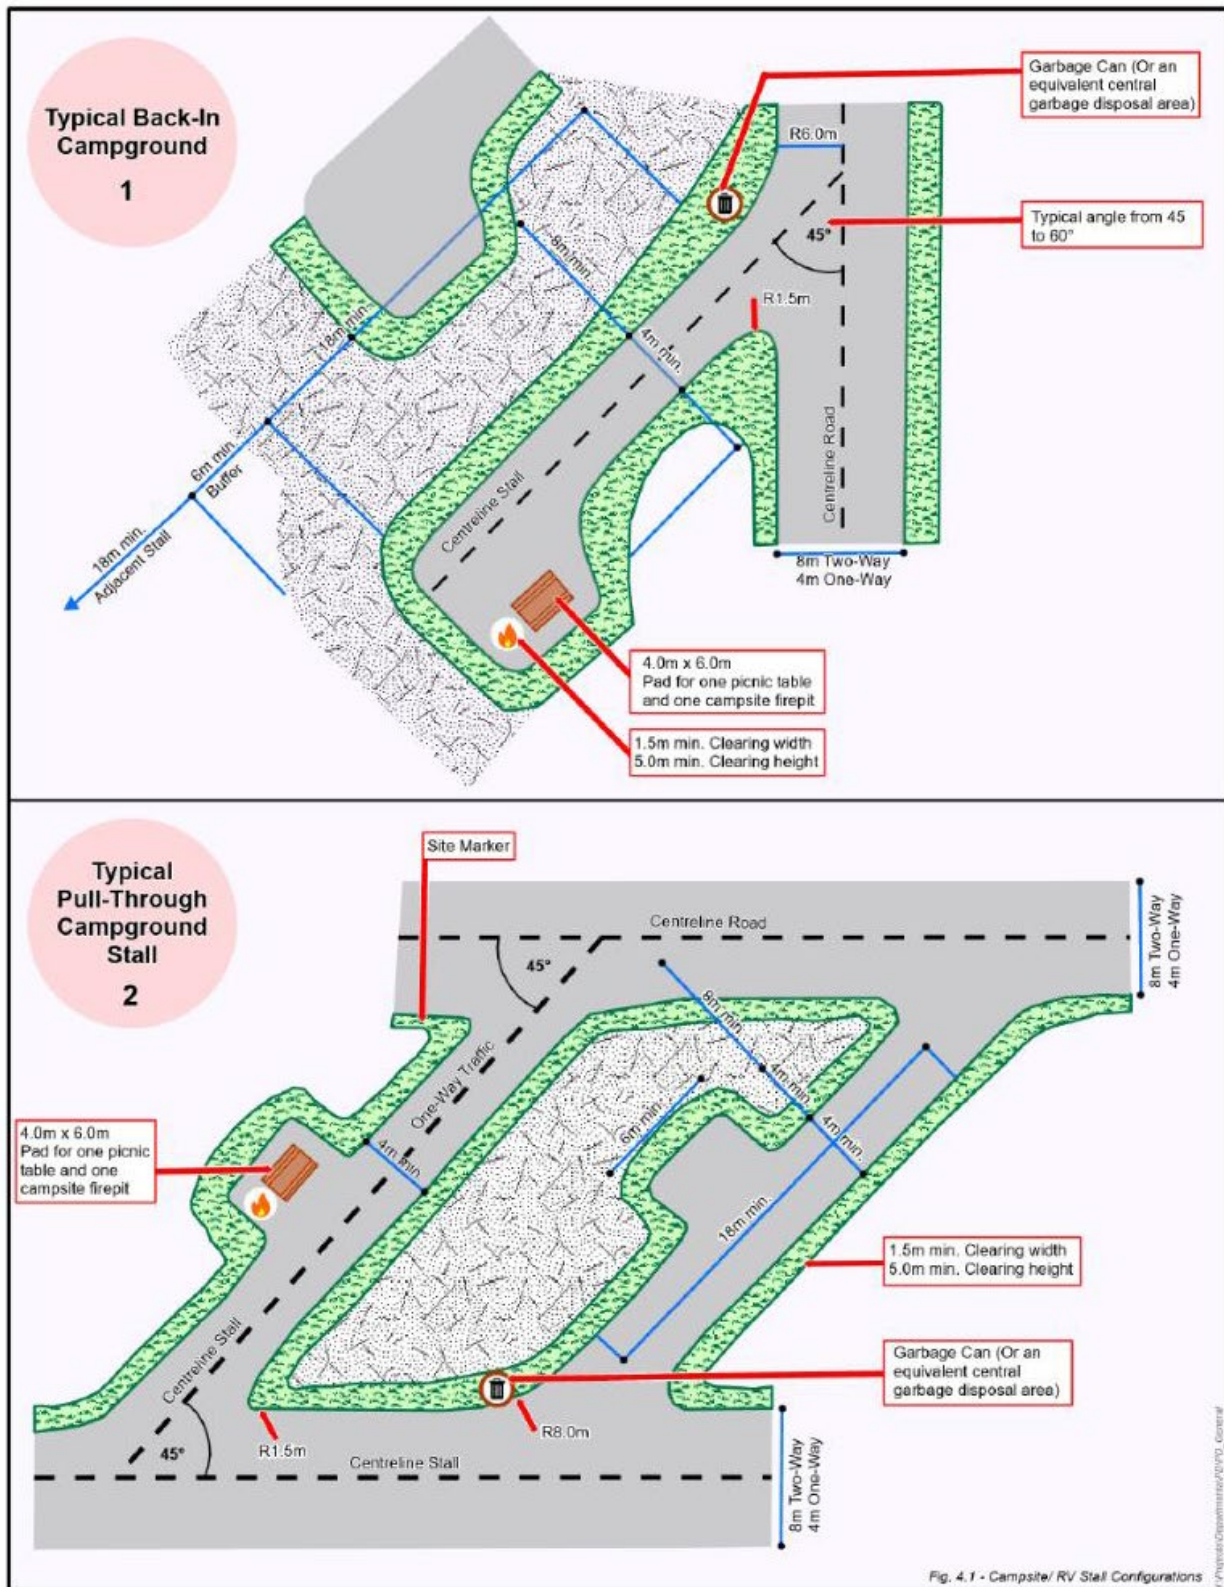 Typical Back-In
Campground
1
Garbage Can (Or an
equivalent central
garbage disposal area)
R6.0m
Typical angle from 45
to 60°
45°
R1.5m
8m min.
4m min.
18m min.
6m min.
Buffer
18m min.
Adjacent Stall
Centreline Stall
Centreline Road
8m Two-Way
4m One-Way
4.0m x 6.0m
Pad for one picnic table
and one campsite firepit
1.5m min. Clearing width
5.0m min. Clearing height
Typical
Pull-Through
Campground
Stall
2
Site Marker
Centreline Road
8m Two-Way
4m One-Way
45°
One-Way Traffic
8m min.
4m min.
4m min.
6m min.
4m min.
18m min.
4.0m x 6.0m
Pad for one picnic
table and one
campsite firepit
1.5m min. Clearing width
5.0m min. Clearing height
Centreline Stall
Garbage Can (Or an
equivalent central
garbage disposal area)
R1.5m
R8.0m
45°
Centreline Stall
8m Two-Way
4m One-Way
Fig. 4.1 - Campsite/ RV Stall Configurations